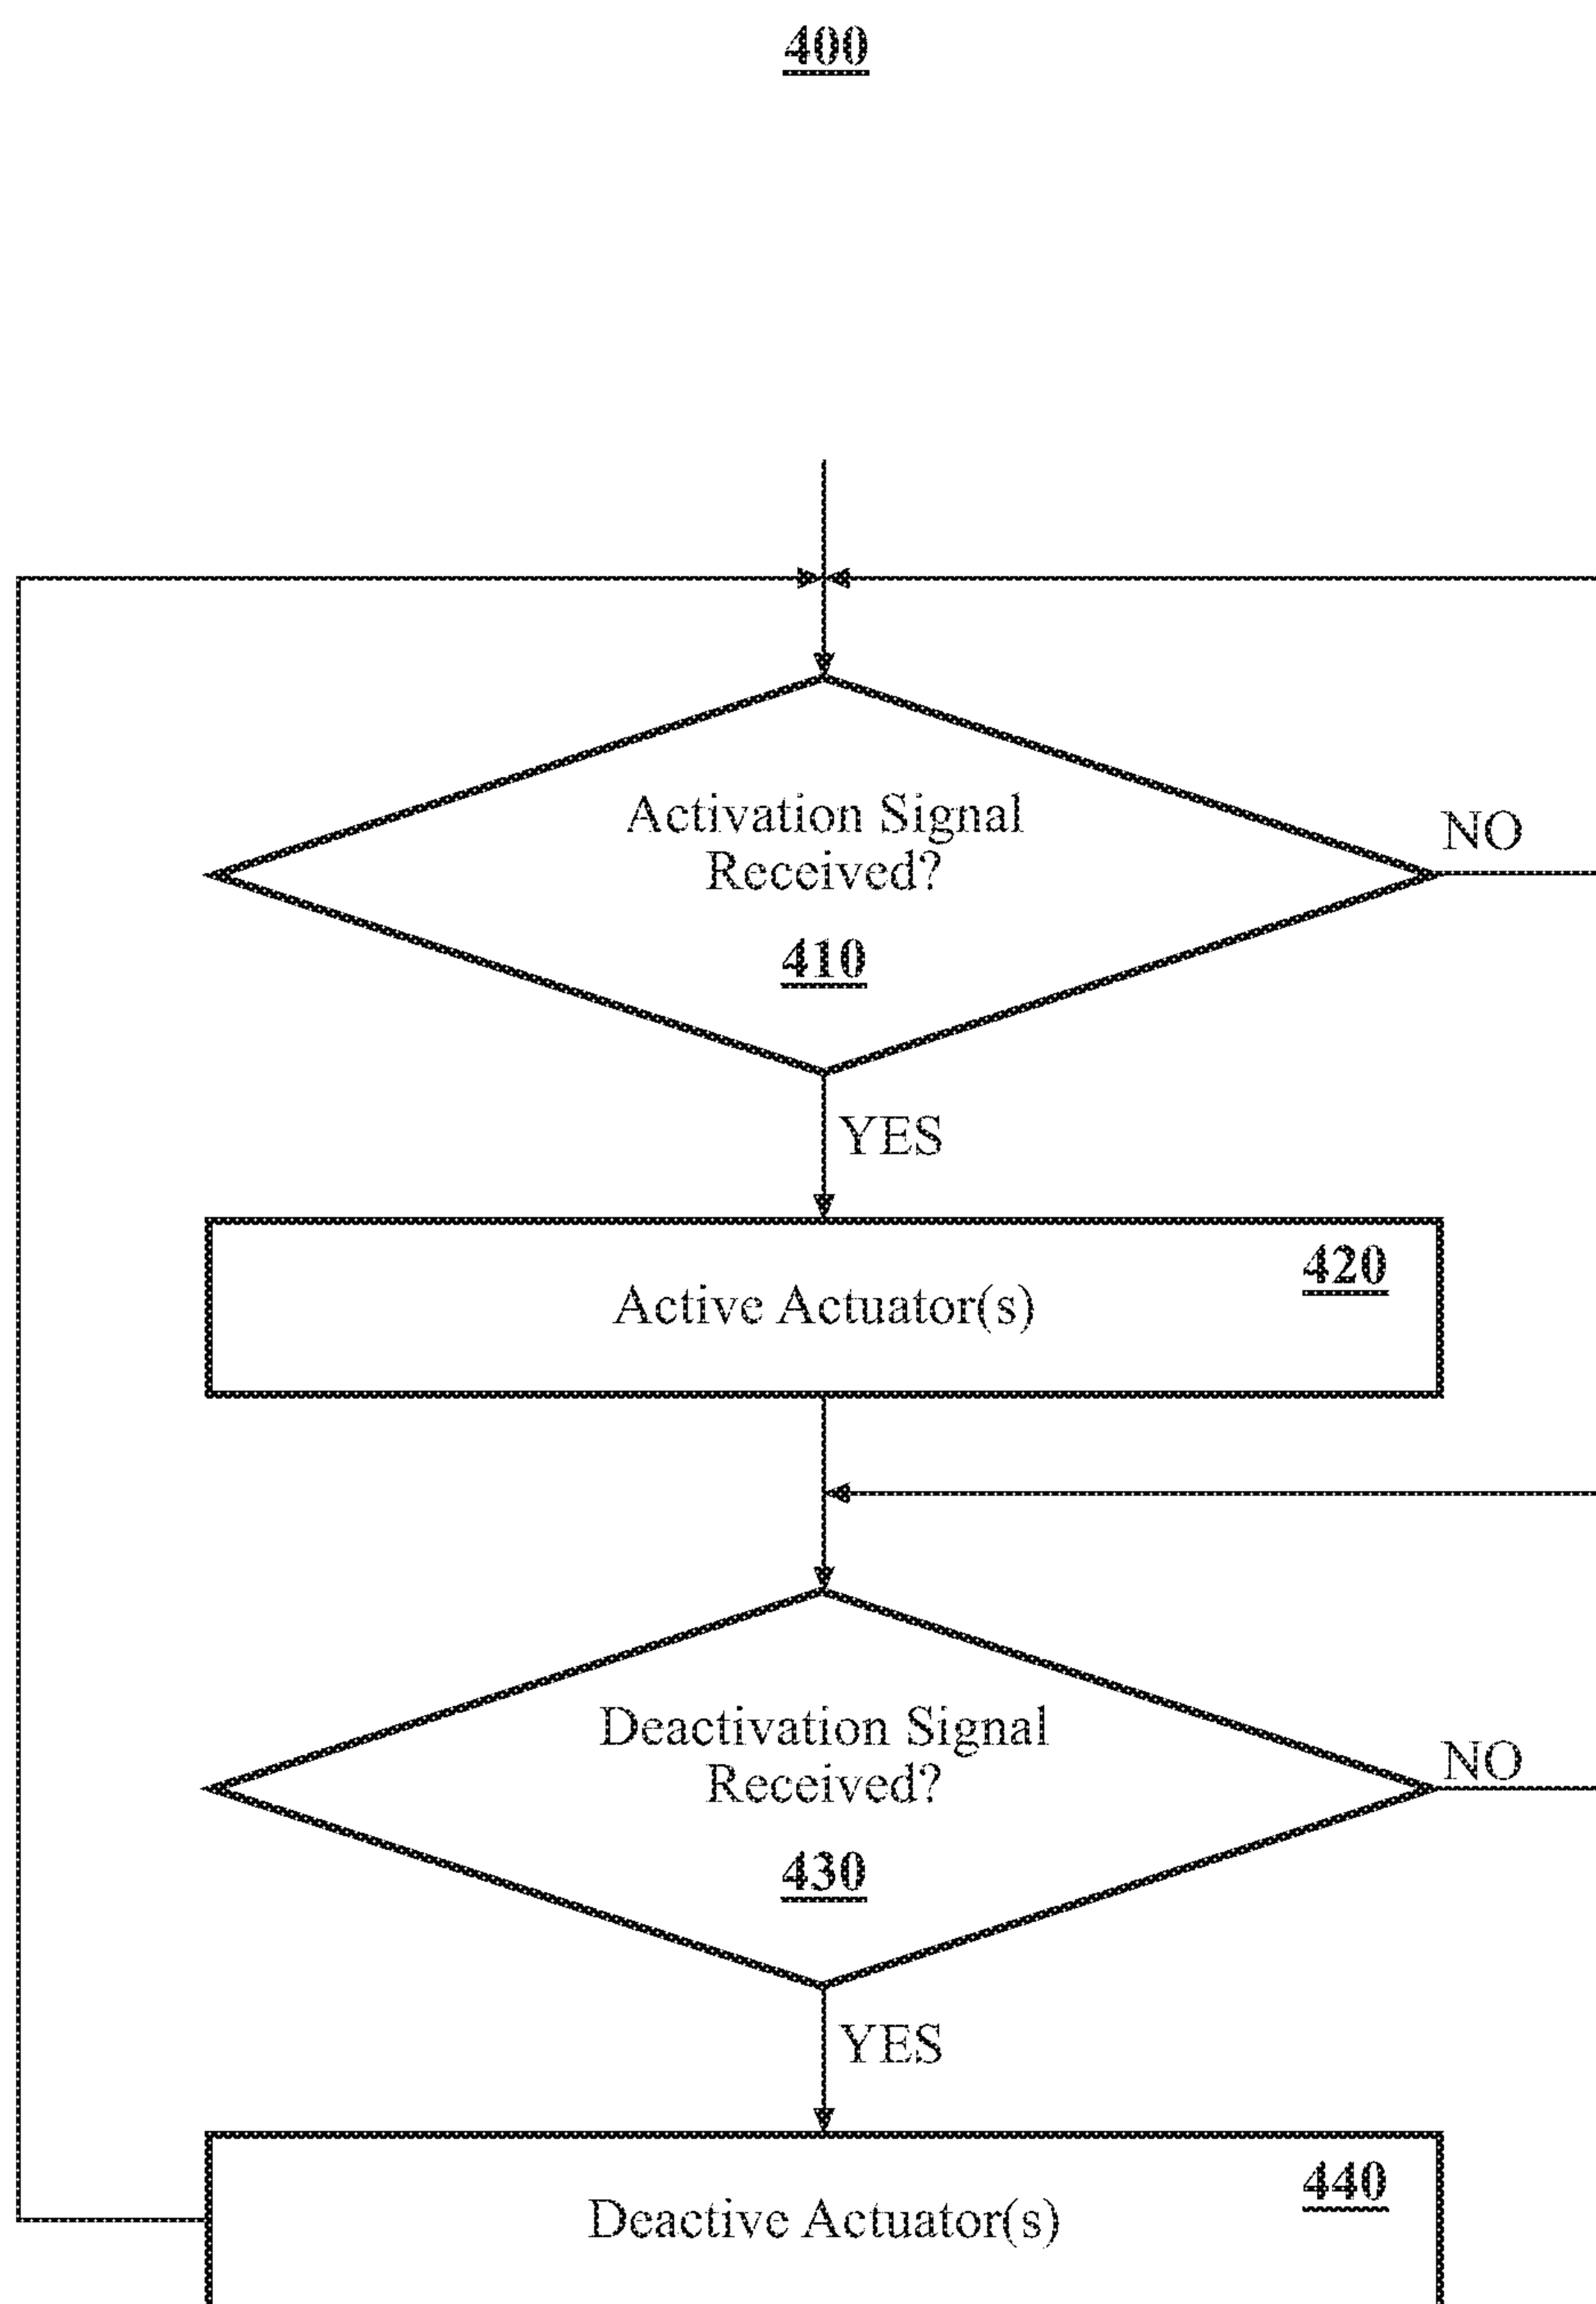 400
Activation Signal
Received?
NO
410
YES
420
Active Actuator(s)
Deactivation Signal
Received?
NO
430
YES
440
Deactive Actuator(s)